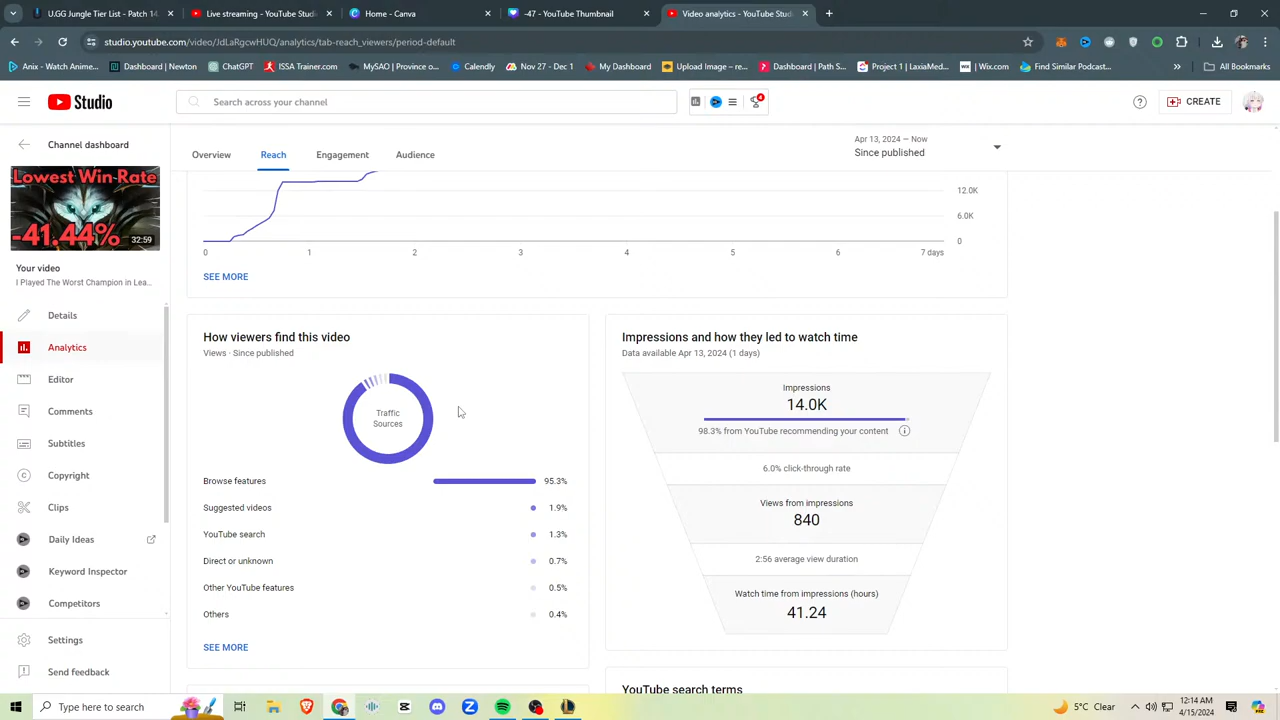 U.GG Jungle Tier List - Patch 14
Live streaming - YouTube Studio
Home - Canva
-47 - YouTube Thumbnail
Video analytics - YouTube Stud
studio.youtube.com/video/JdLaRgcwHUQ/analytics/tab-reach_viewers/period-default
Anix - Watch Anime...
Dashboard | Newton
ChatGPT
ISSA Trainer.com
MySAO | Province o...
Calendly
Nov 27 - Dec 1
My Dashboard
Upload Image – re...
Dashboard | Path S...
Project 1 | LaxiaMed...
Wix.com
Find Similar Podcast...
»
All Bookmarks
Studio
Search across your channel
4
CREATE
Channel dashboard
Lowest Win Rate
-41.44%
32:59
Your video
I Played The Worst Champion in Lea...
Details
Analytics
Editor
Comments
Subtitles
Copyright
Clips
Daily Ideas
Keyword Inspector
Competitors
Settings
Send feedback
Overview
Reach
Engagement
Audience
Apr 13, 2024 — Now
Since published
12.0K
6.0K
0
0 1 2 3 4 5 6 7 days
SEE MORE
How viewers find this video
Views · Since published
Traffic
Sources
Browse features 95.3%
Suggested videos 1.9%
YouTube search 1.3%
Direct or unknown 0.7%
Other YouTube features 0.5%
Others 0.4%
SEE MORE
Impressions and how they led to watch time
Data available Apr 13, 2024 (1 days)
Impressions
14.0K
98.3% from YouTube recommending your content
6.0% click-through rate
Views from impressions
840
2:56 average view duration
Watch time from impressions (hours)
41.24
YouTube search terms
Type here to search
5°C Clear
12:14 AM
4/15/2024